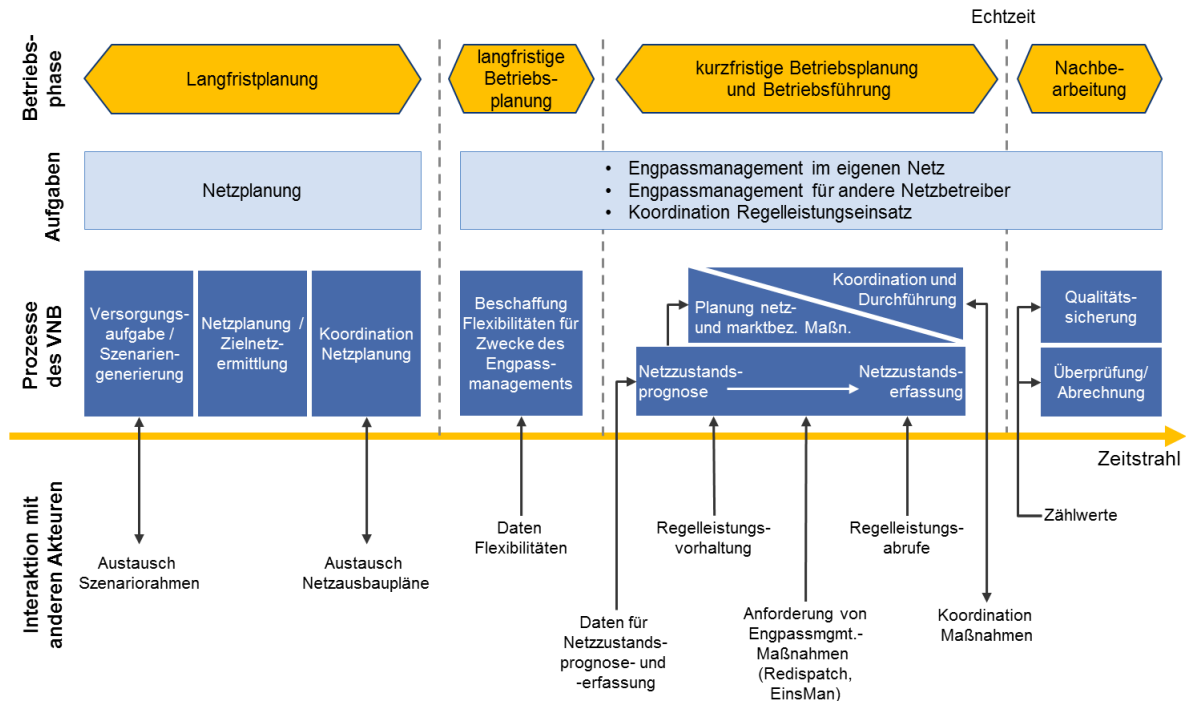 Echtzeit
Betriebs-
phase
Langfristplanung
langfristige
Betriebs-
planung
kurzfristige Betriebsplanung
und Betriebsführung
Nachbe-
arbeitung
Aufgaben
Netzplanung
• Engpassmanagement im eigenen Netz
• Engpassmanagement für andere Netzbetreiber
• Koordination Regelleistungseinsatz
Prozesse
des VNB
Versorgungs-
aufgabe /
Szenarien-
generierung
Netzplanung /
Zielnetz-
ermittlung
Koordination
Netzplanung
Beschaffung
Flexibilitäten für
Zwecke des
Engpass-
managements
Planung netz-
und marktbez. Maßn.
Koordination und
Durchführung
Netzzustands-
prognose
Netzzustands-
erfassung
Qualitäts-
sicherung
Überprüfung/
Abrechnung
Zeitstrahl
Interaktion mit
anderen Akteuren
Austausch
Szenariorahmen
Austausch
Netzausbaupläne
Daten
Flexibilitäten
Daten für
Netzzustands-
prognose- und
-erfassung
Regelleistungs-
vorhaltung
Anforderung von
Engpassmgmt.-
Maßnahmen
(Redispatch,
EinsMan)
Regelleistungs-
abrufe
Koordination
Maßnahmen
Zählwerte